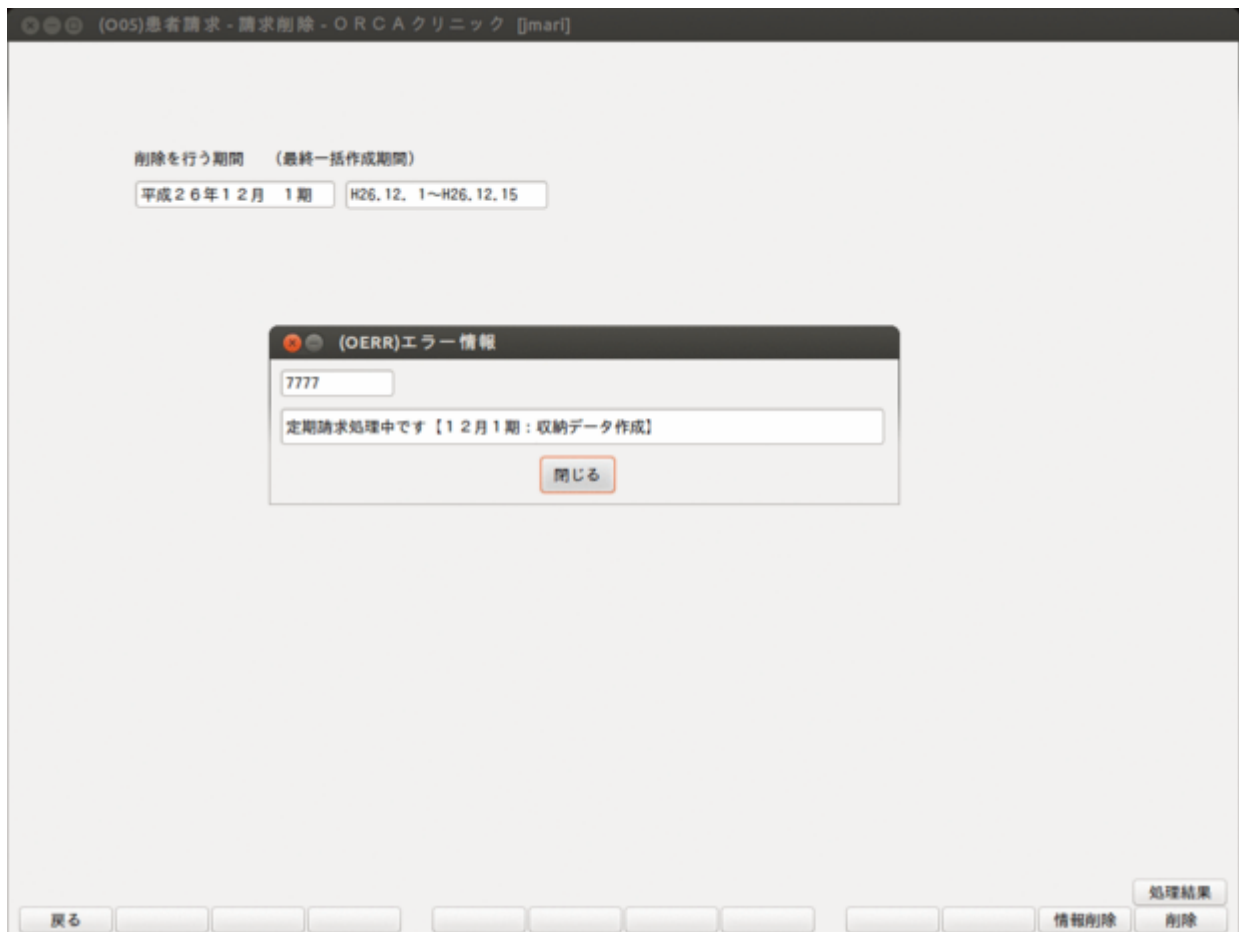 (O05)患者請求 - 請求削除 - ＯＲＣＡクリニック [jmari]
削除を行う期間 （最終一括作成期間）
平成２６年１２月　１期 H26.12. 1～H26.12.15
(OERR)エラー情報
7777
定期請求処理中です【１２月１期：収納データ作成】
閉じる
処理結果
戻る 情報削除 削除